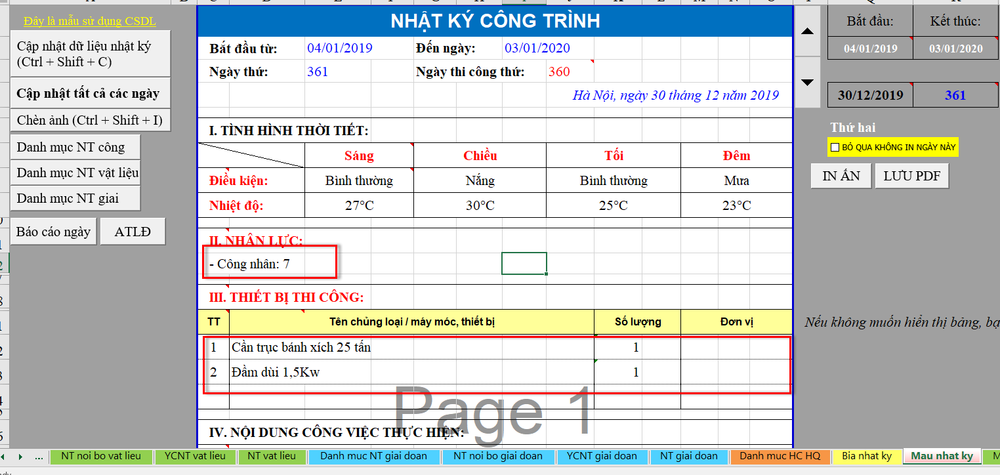 Đây là mẫu sử dụng CSDL
Cập nhật dữ liệu nhật ký
(Ctrl + Shift + C)
Cập nhật tất cả các ngày
Chèn ảnh (Ctrl + Shift + I)
Danh mục NT công
Danh mục NT vật liệu
Danh mục NT giai
Báo cáo ngày
ATLĐ
NHẬT KÝ CÔNG TRÌNH
Bắt đầu từ: 04/01/2019 Đến ngày: 03/01/2020
Ngày thứ: 361 Ngày thi công thứ: 360
Hà Nội, ngày 30 tháng 12 năm 2019
I. TÌNH HÌNH THỜI TIẾT:
Sáng Chiều Tối Đêm
Điều kiện: Bình thường Nắng Bình thường Mưa
Nhiệt độ: 27°C 30°C 25°C 23°C
II. NHÂN LỰC:
- Công nhân: 7
III. THIẾT BỊ THI CÔNG:
TT Tên chủng loại / máy móc, thiết bị Số lượng Đơn vị
1 Cần trục bánh xích 25 tấn 1
2 Đầm dùi 1,5Kw 1
Page 1
IV. NỘI DUNG CÔNG VIỆC THỰC HIỆN:
Bắt đầu: Kết thúc:
04/01/2019 03/01/2020
30/12/2019 361
Thứ hai
BỎ QUA KHÔNG IN NGÀY NÀY
IN ẤN LƯU PDF
Nếu không muốn hiển thị bảng, bạ
... NT noi bo vat lieu YCNT vat lieu NT vat lieu Danh muc NT giai doan NT noi bo giai doan YCNT giai doan NT giai doan Danh muc HC HQ Bia nhat ky Mau nhat ky